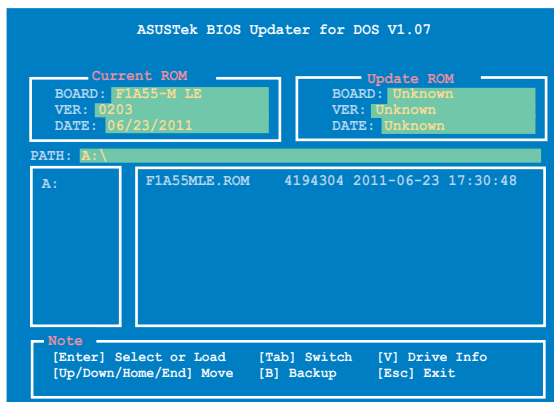 ASUSTek BIOS Updater for DOS V1.07
Current ROM
BOARD: F1A55-M LE
VER: 0203
DATE: 06/23/2011
Update ROM
BOARD: Unknown
VER: Unknown
DATE: Unknown
PATH: A:\
A:
F1A55MLE.ROM 4194304 2011-06-23 17:30:48
Note
[Enter] Select or Load [Tab] Switch [V] Drive Info
[Up/Down/Home/End] Move [B] Backup [Esc] Exit